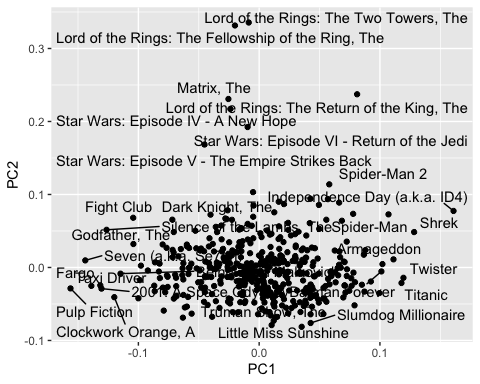 Lord of the Rings: The Two Towers, The
0.3
Lord of the Rings: The Fellowship of the Ring, The
Matrix, The
Lord of the Rings: The Return of the King, The
0.2
Star Wars: Episode IV - A New Hope
Star Wars: Episode VI - Return of the Jedi
Star Wars: Episode V - The Empire Strikes Back
Spider-Man 2
PC2
0.1
Independence Day (a.k.a. ID4)
Fight Club
Dark Knight, The
Shrek
Silence of the Lambs, The
Spider-Man
Godfather, The
Armageddon
Seven (a.k.a. Se7
0.0
Fargo
Taxi Driver
Twister
200
Space
Forever
Titanic
Pulp Fiction
Truman Show, The
Slumdog Millionaire
Clockwork Orange, A
Little Miss Sunshine
-0.1
-0.1
0.0
0.1
PC1